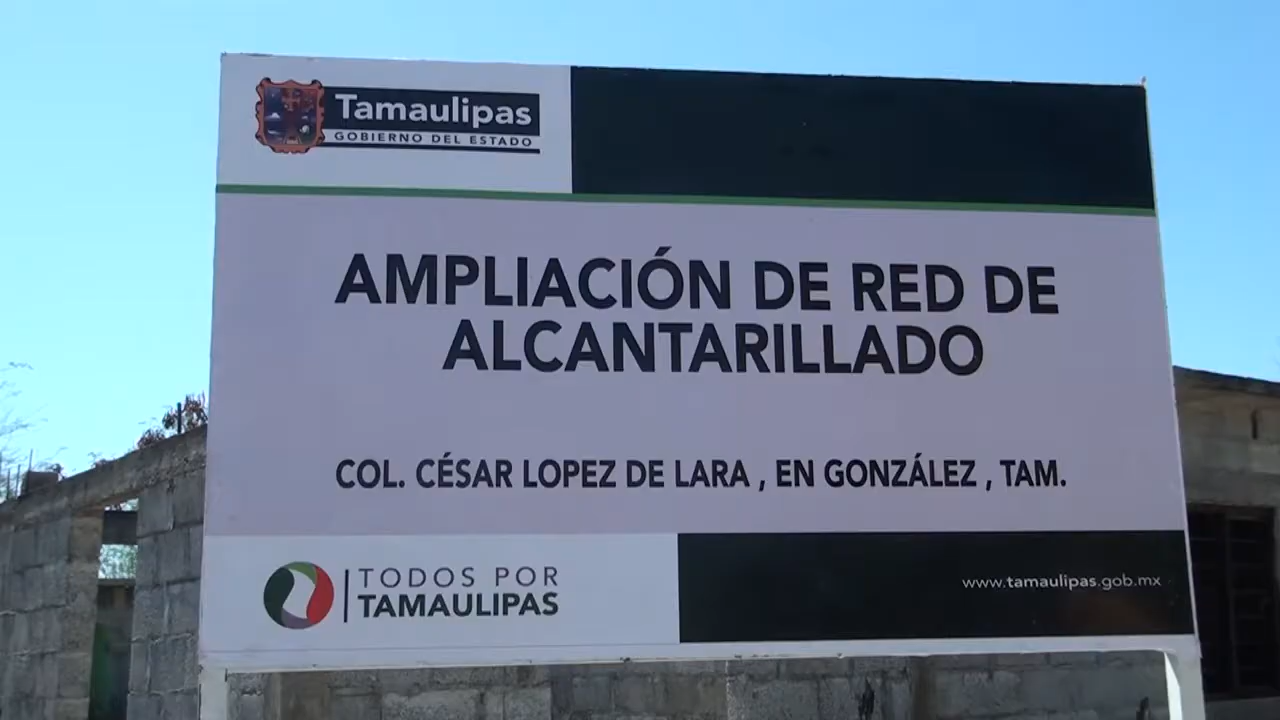 Tamaulipas
GOBIERNO DEL ESTADO
AMPLIACIÓN DE RED DE
ALCANTARILLADO
COL. CÉSAR LOPEZ DE LARA , EN GONZÁLEZ , TAM.
TODOS POR
TAMAULIPAS
www.tamaulipas.gob.mx